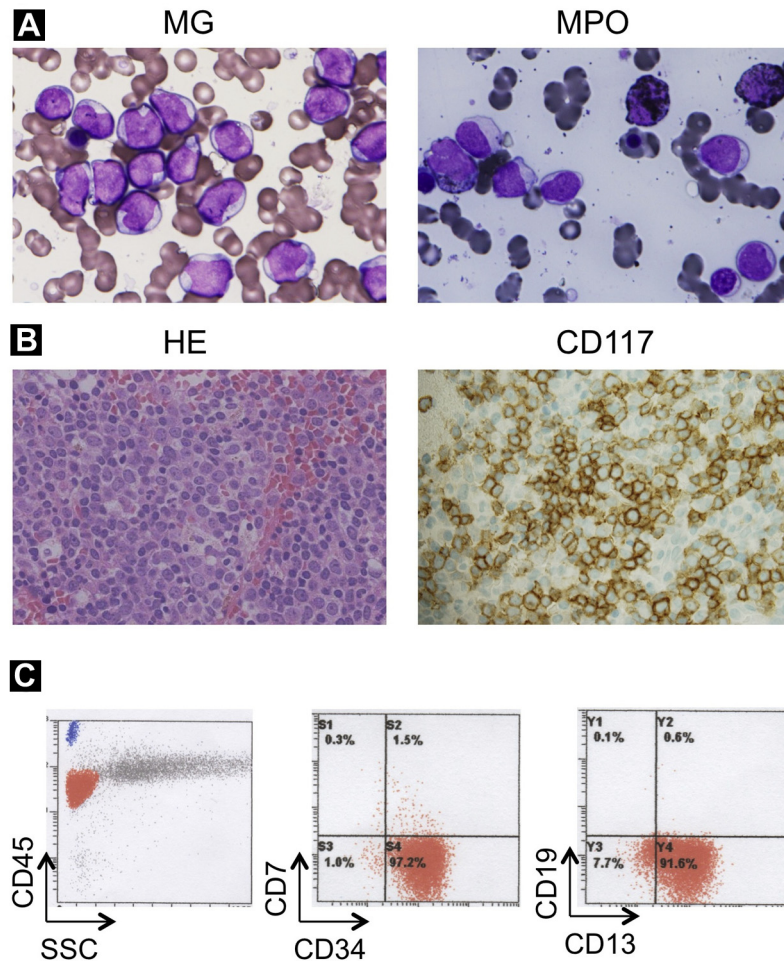 A MG MPO
B HE CD117
C
CD45
SSC
S1
0.3%
S2
1.5%
S3
1.0%
S4
97.2%
CD7
CD34
Y1
0.1%
Y2
0.6%
Y3
7.7%
Y4
91.6%
CD19
CD13